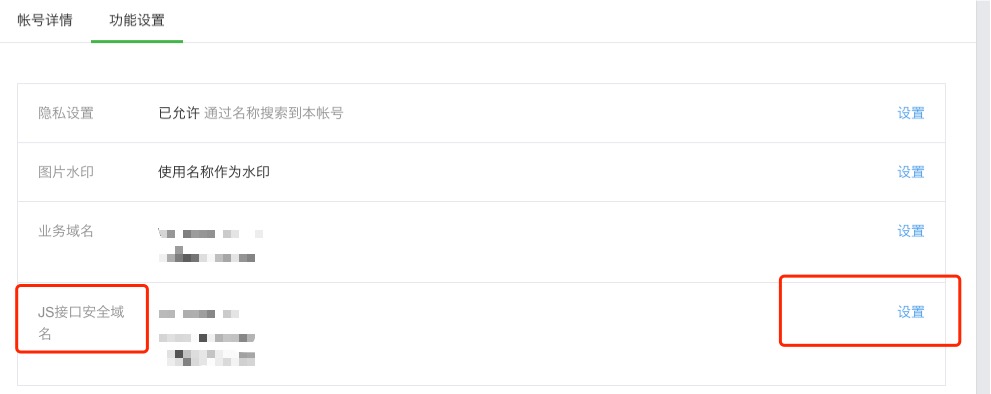 帐号详情 功能设置
隐私设置 已允许 通过名称搜索到本帐号 设置
图片水印 使用名称作为水印 设置
业务域名 设置
JS接口安全域 设置
名